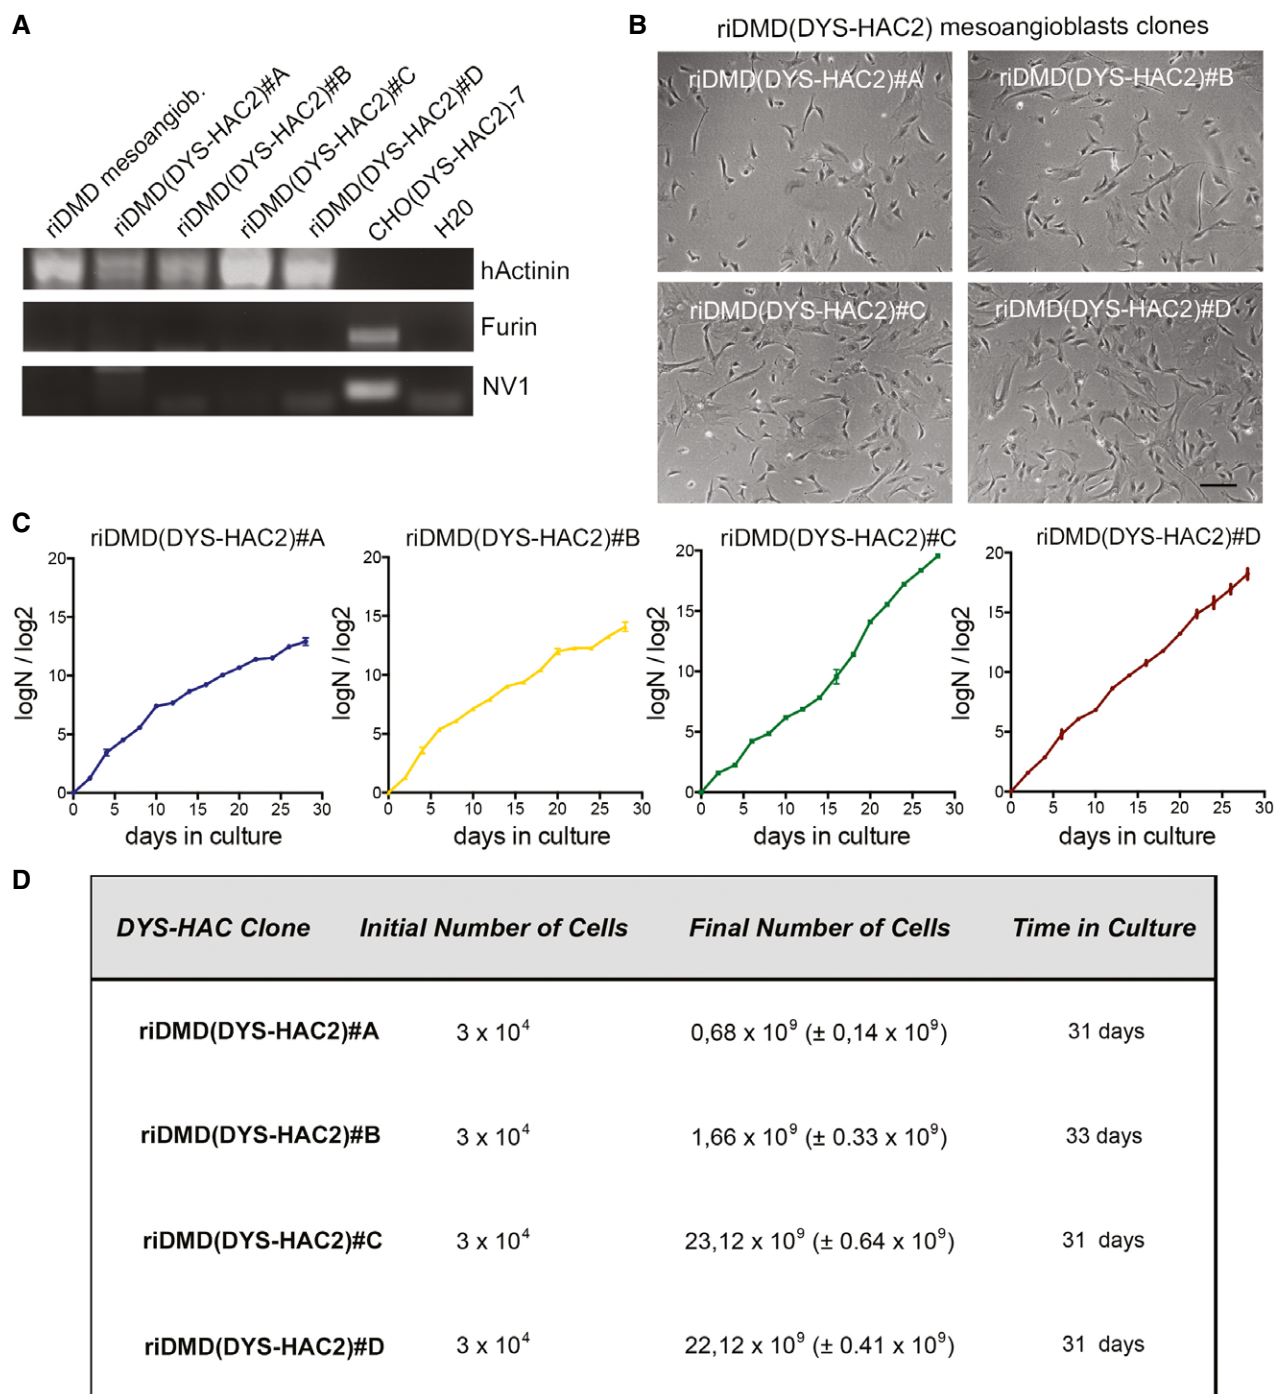 A
riDMD mesoangiob.
riDMD(DYS-HAC2)#A
riDMD(DYS-HAC2)#B
riDMD(DYS-HAC2)#C
riDMD(DYS-HAC2)#D
CHO(DYS-HAC2)-7
H20
hActinin
Furin
NV1
B
riDMD(DYS-HAC2) mesoangioblasts clones
riDMD(DYS-HAC2)#A
riDMD(DYS-HAC2)#B
riDMD(DYS-HAC2)#C
riDMD(DYS-HAC2)#D
C
riDMD(DYS-HAC2)#A
logN / log2
20
15
10
5
0
0 5 10 15 20 25 30
days in culture
riDMD(DYS-HAC2)#B
logN / log2
20
15
10
5
0
0 5 10 15 20 25 30
days in culture
riDMD(DYS-HAC2)#C
logN / log2
20
15
10
5
0
0 5 10 15 20 25 30
days in culture
riDMD(DYS-HAC2)#D
logN / log2
20
15
10
5
0
0 5 10 15 20 25 30
days in culture
D
DYS-HAC Clone Initial Number of Cells Final Number of Cells Time in Culture
riDMD(DYS-HAC2)#A 3 x 10⁴ 0,68 x 10⁹ (± 0,14 x 10⁹) 31 days
riDMD(DYS-HAC2)#B 3 x 10⁴ 1,66 x 10⁹ (± 0.33 x 10⁹) 33 days
riDMD(DYS-HAC2)#C 3 x 10⁴ 23,12 x 10⁹ (± 0.64 x 10⁹) 31 days
riDMD(DYS-HAC2)#D 3 x 10⁴ 22,12 x 10⁹ (± 0.41 x 10⁹) 31 days